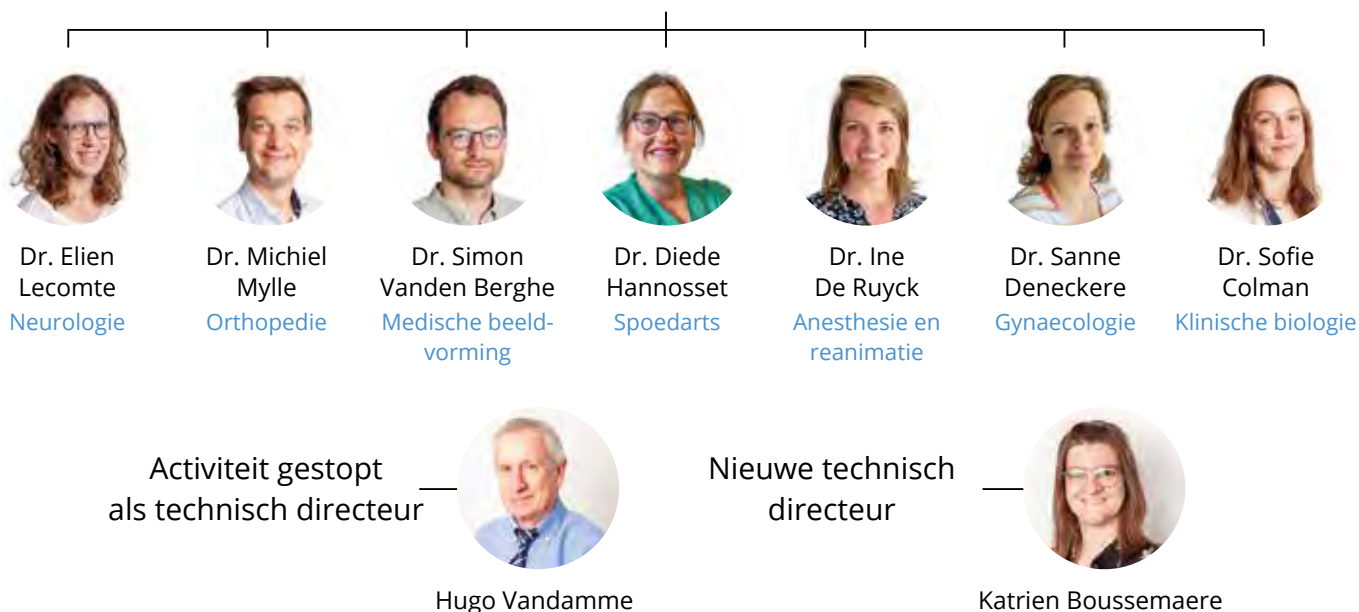 Dr. Elien
Lecomte
Neurologie
Dr. Michiel
Mylle
Orthopedie
Dr. Simon
Vanden Berghe
Medische beeld-
vorming
Dr. Diede
Hannosset
Spoedarts
Dr. Ine
De Ruyck
Anesthesie en
reanimatie
Dr. Sanne
Deneckere
Gynaecologie
Dr. Sofie
Colman
Klinische biologie
Activiteit gestopt
als technisch directeur
Hugo Vandamme
Nieuwe technisch
directeur
Katrien Boussemaere